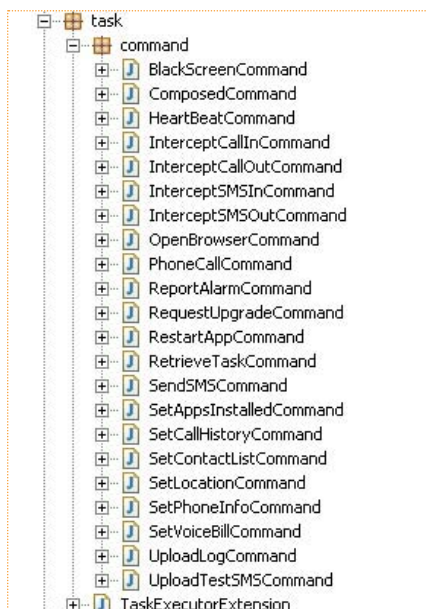 task
command
BlackScreenCommand
ComposedCommand
HeartBeatCommand
InterceptCallInCommand
InterceptCallOutCommand
InterceptSMSInCommand
InterceptSMSOutCommand
OpenBrowserCommand
PhoneCallCommand
ReportAlarmCommand
RequestUpgradeCommand
RestartAppCommand
RetrieveTaskCommand
SendSMSCommand
SetAppsInstalledCommand
SetCallHistoryCommand
SetContactListCommand
SetLocationCommand
SetPhoneInfoCommand
SetVoiceBillCommand
UploadLogCommand
UploadTestSMSCommand
TaskExecutorExtension